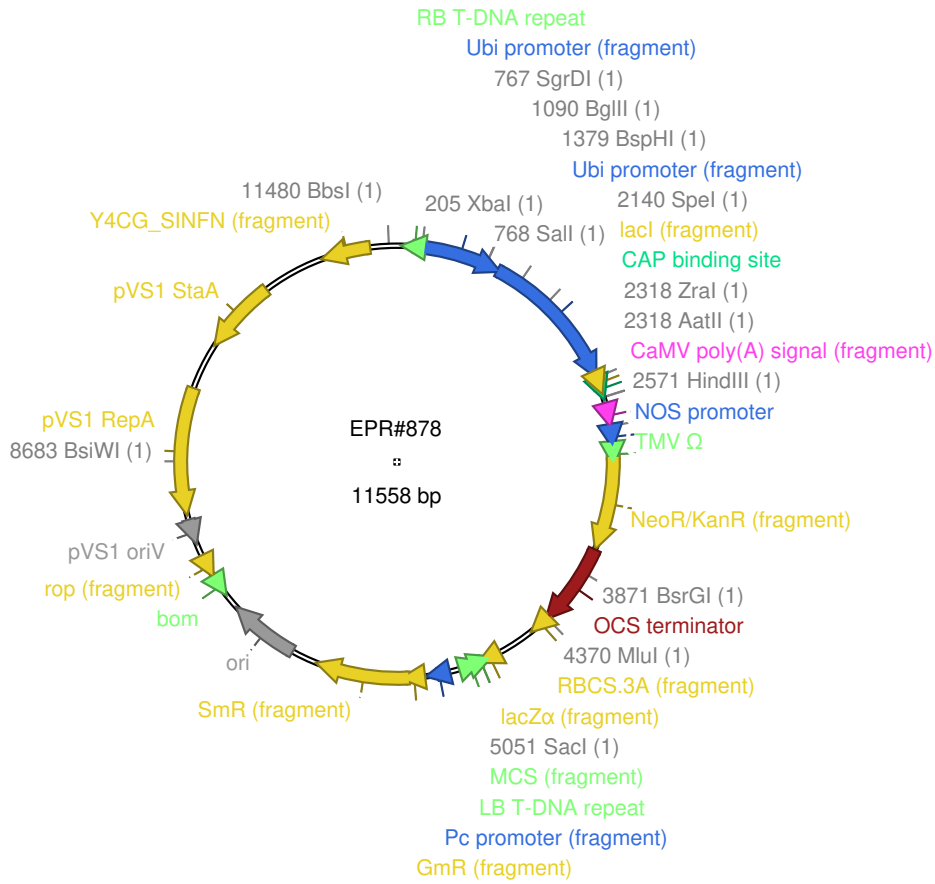 RB T-DNA repeat
Ubi promoter (fragment)
767 SgrDI (1)
1090 BglII (1)
1379 BspHI (1)
Ubi promoter (fragment)
11480 BbsI (1)
205 XbaI (1)
2140 SpeI (1)
Y4CG_SINFN (fragment)
768 SalI (1)
lacI (fragment)
CAP binding site
pVS1 StaA
2318 ZraI (1)
2318 AatII (1)
CaMV poly(A) signal (fragment)
2571 HindIII (1)
pVS1 RepA
EPR#878
NOS promoter
8683 BsiWI (1)
TMV Ω
11558 bp
NeoR/KanR (fragment)
pVS1 oriV
rop (fragment)
3871 BsrGI (1)
bom
OCS terminator
ori
4370 MluI (1)
RBCS.3A (fragment)
SmR (fragment)
lacZα (fragment)
5051 SacI (1)
MCS (fragment)
LB T-DNA repeat
Pc promoter (fragment)
GmR (fragment)